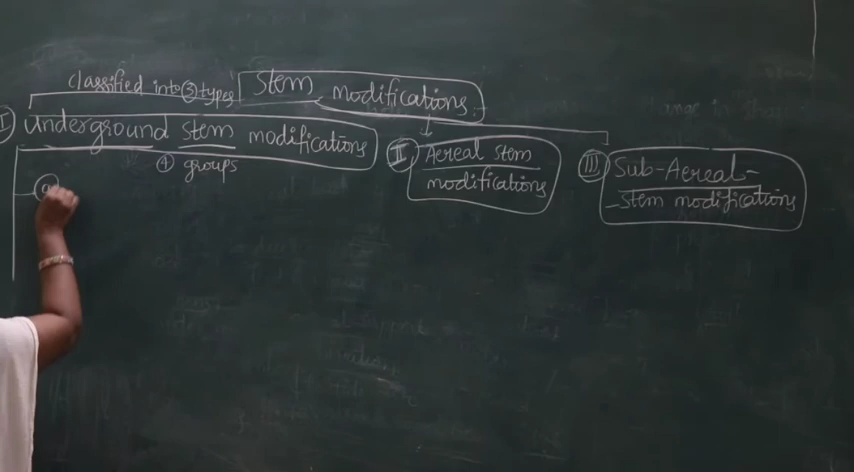 classified into ③ types
Stem modifications.
I underground stem modifications
④ groups
II Aereal stem
modifications
III Sub-Aereal-
-stem modifications
a